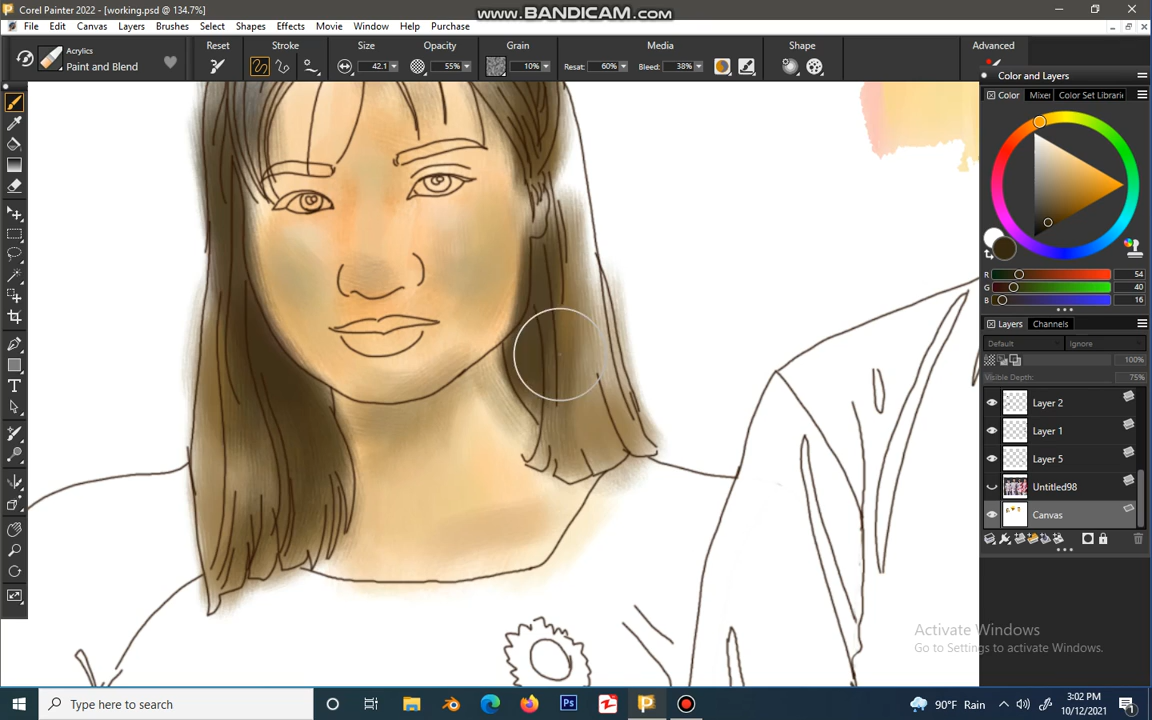 Corel Painter 2022 - [working.psd @ 134.7%]
www.BANDICAM.com
File Edit Canvas Layers Brushes Select Shapes Effects Movie Window Help Purchase
Acrylics
Paint and Blend
Reset
Stroke
Size
42.1
Opacity
55%
Grain
10%
Media
Resat: 60%
Bleed: 38%
Shape
Advanced
Color and Layers
Color Mixer Color Set Librari
R 54
G 40
B 16
Layers Channels
Default Ignore
100%
Visible Depth: 75%
Layer 2
Layer 1
Layer 5
Untitled98
Canvas
Activate Windows
Go to Settings to activate Windows.
Type here to search
90°F Rain
3:02 PM
10/12/2021
1